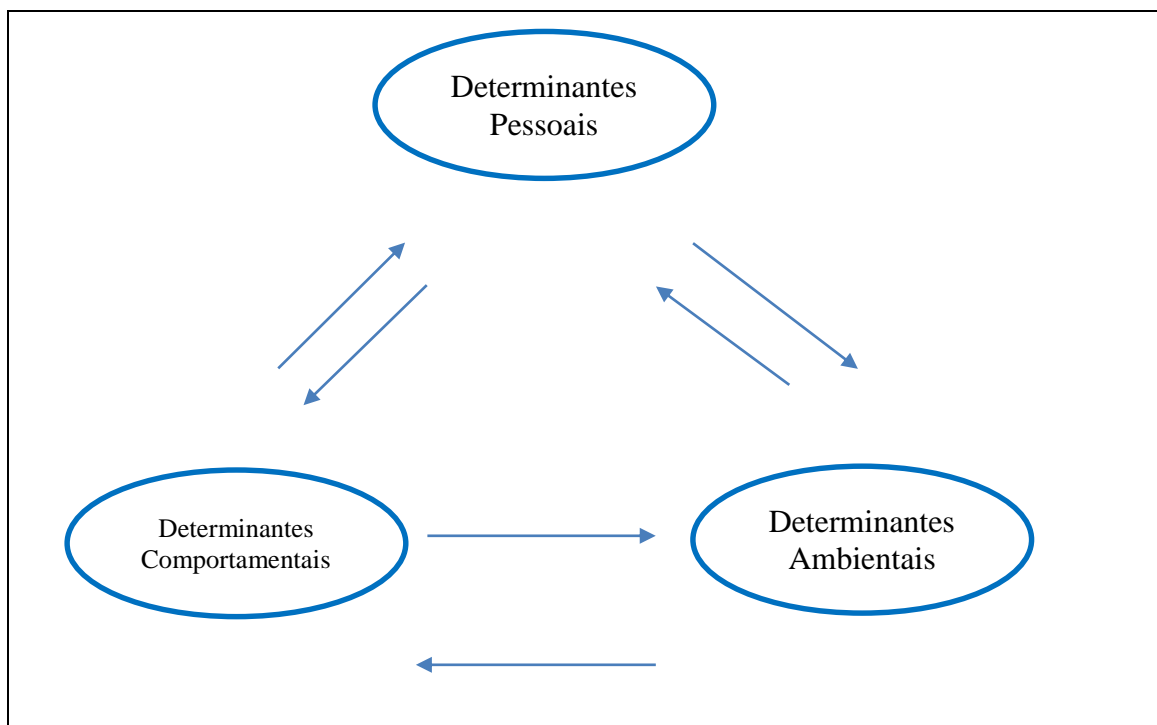 Determinantes
Pessoais
Determinantes
Comportamentais
Determinantes
Ambientais